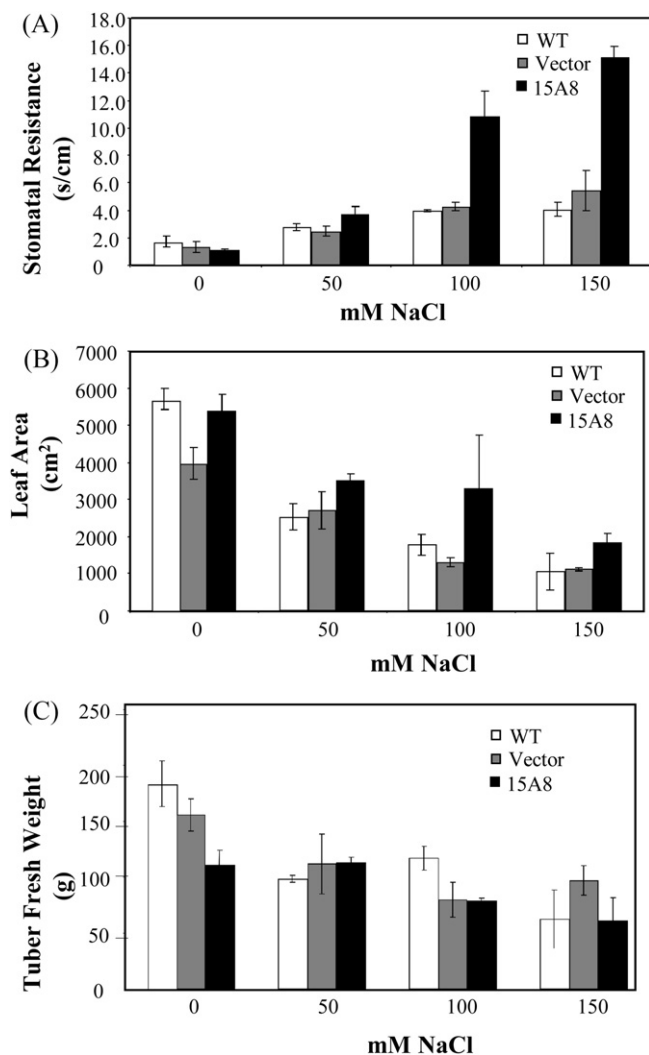 (A)
18.0
16.0
14.0
12.0
10.0
8.0
6.0
4.0
2.0
0.0
Stomatal Resistance
(s/cm)
WT
Vector
15A8
0 50 100 150
mM NaCl
(B)
7000
6000
5000
4000
3000
2000
1000
0
Leaf Area
(cm²)
WT
Vector
15A8
0 50 100 150
mM NaCl
(C)
250
200
150
100
50
0
Tuber Fresh Weight
(g)
WT
Vector
15A8
0 50 100 150
mM NaCl